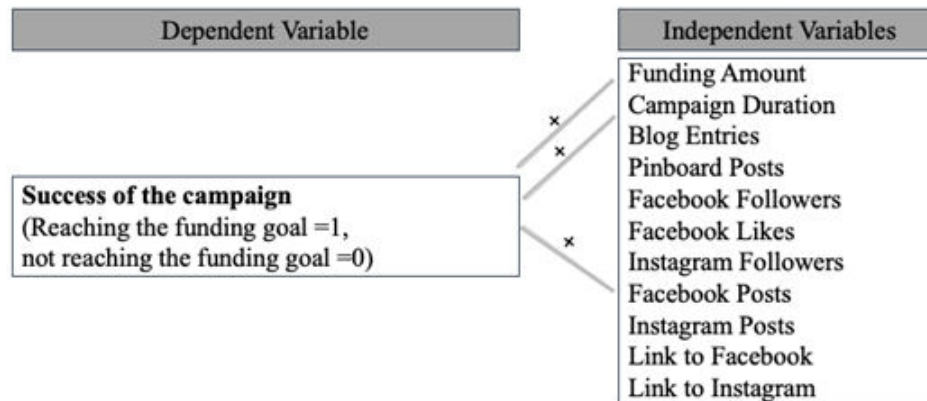 Dependent Variable
Independent Variables
Success of the campaign
(Reaching the funding goal =1,
not reaching the funding goal =0)
×
×
×
Funding Amount
Campaign Duration
Blog Entries
Pinboard Posts
Facebook Followers
Facebook Likes
Instagram Followers
Facebook Posts
Instagram Posts
Link to Facebook
Link to Instagram